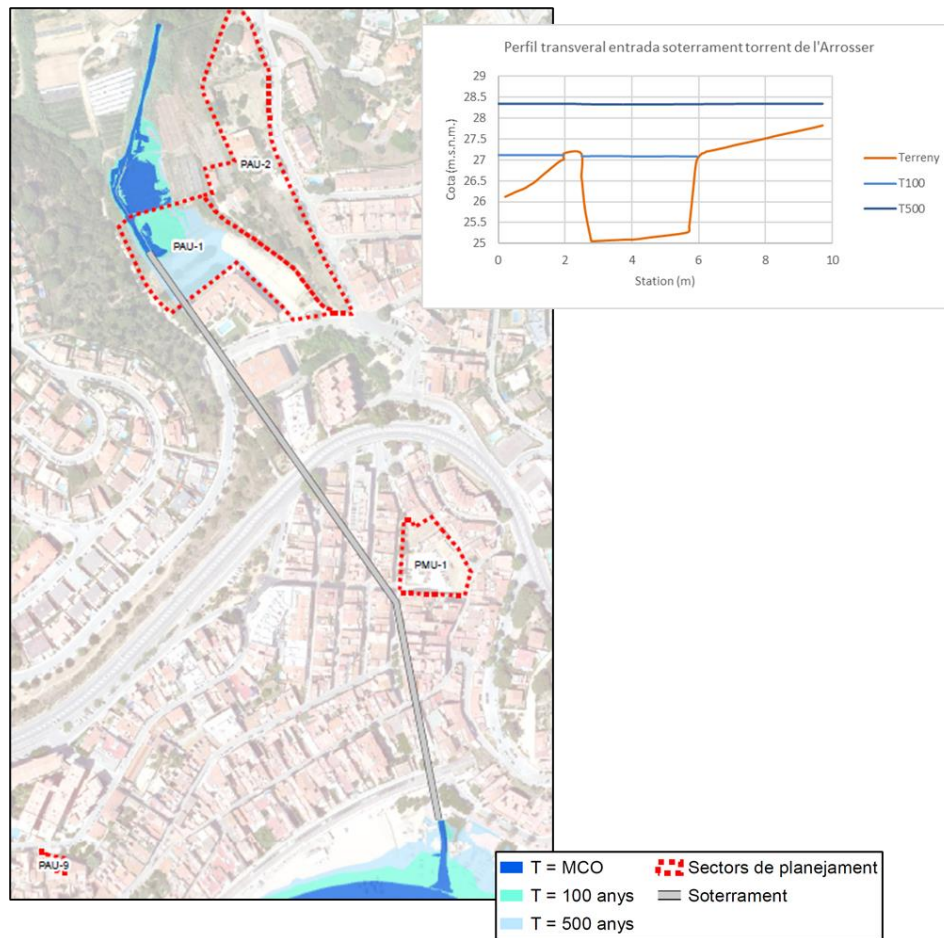 PAU-2
PAU-1
PMU-1
PAU-9
Perfil transveral entrada soterrament torrent de l'Arrosser
Cota (m.s.n.m.)
29
28.5
28
27.5
27
26.5
26
25.5
25
0
2
4
6
8
10
Station (m)
Terreny
T100
T500
T = MCO
T = 100 anys
T = 500 anys
Sectors de planejament
Soterrament